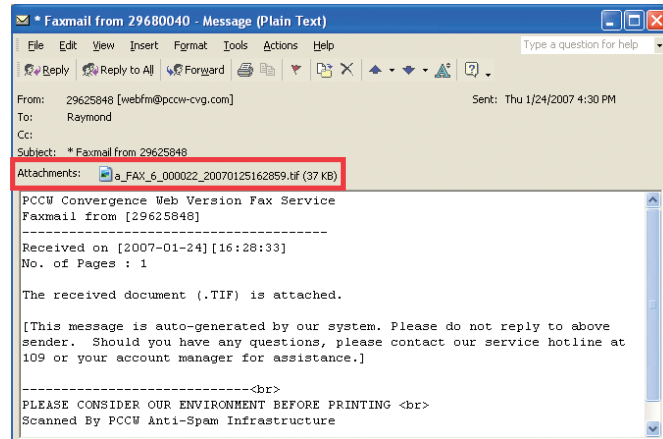 * Faxmail from 29680040 - Message (Plain Text)
File Edit View Insert Format Tools Actions Help Type a question for help
Reply Reply to All Forward
From: 29625848 [webfm@pccw-cvg.com] Sent: Thu 1/24/2007 4:30 PM
To: Raymond
Cc:
Subject: * Faxmail from 29625848
Attachments: a_FAX_6_000022_20070125162859.tif (37 KB)
PCCW Convergence Web Version Fax Service
Faxmail from [29625848]
---------------------------------------
Received on [2007-01-24][16:28:33]
No. of Pages : 1
The received document (.TIF) is attached.
[This message is auto-generated by our system. Please do not reply to above
sender.  Should you have any questions, please contact our service hotline at
109 or your account manager for assistance.]
-----------------------------<br>
PLEASE CONSIDER OUR ENVIRONMENT BEFORE PRINTING <br>
Scanned By PCCW Anti-Spam Infrastructure